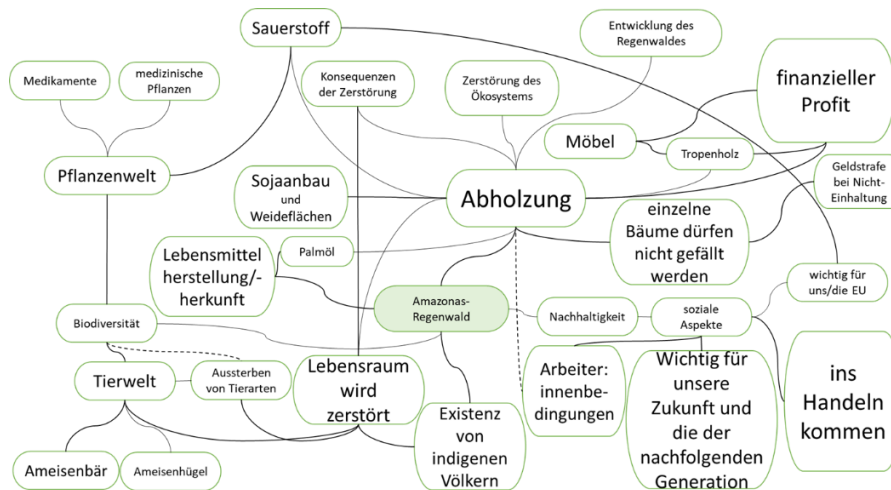 Sauerstoff
Entwicklung des
Regenwaldes
Medikamente
medizinische
Pflanzen
Konsequenzen
der Zerstörung
Zerstörung des
Ökosystems
finanzieller
Profit
Möbel
Tropenholz
Pflanzenwelt
Sojaanbau
und
Weideflächen
Abholzung
Geldstrafe
bei Nicht-
Einhaltung
einzelne
Bäume dürfen
nicht gefällt
werden
Lebensmittel
herstellung/-
herkunft
Palmöl
wichtig für
uns/die EU
Amazonas-
Regenwald
Nachhaltigkeit
soziale
Aspekte
Biodiversität
Tierwelt
Aussterben
von Tierarten
Lebensraum
wird
zerstört
Arbeiter:
innenbe-
dingungen
Wichtig für
unsere
Zukunft und
die der
nachfolgenden
Generation
ins
Handeln
kommen
Existenz
von
indigenen
Völkern
Ameisenbär
Ameisenhügel